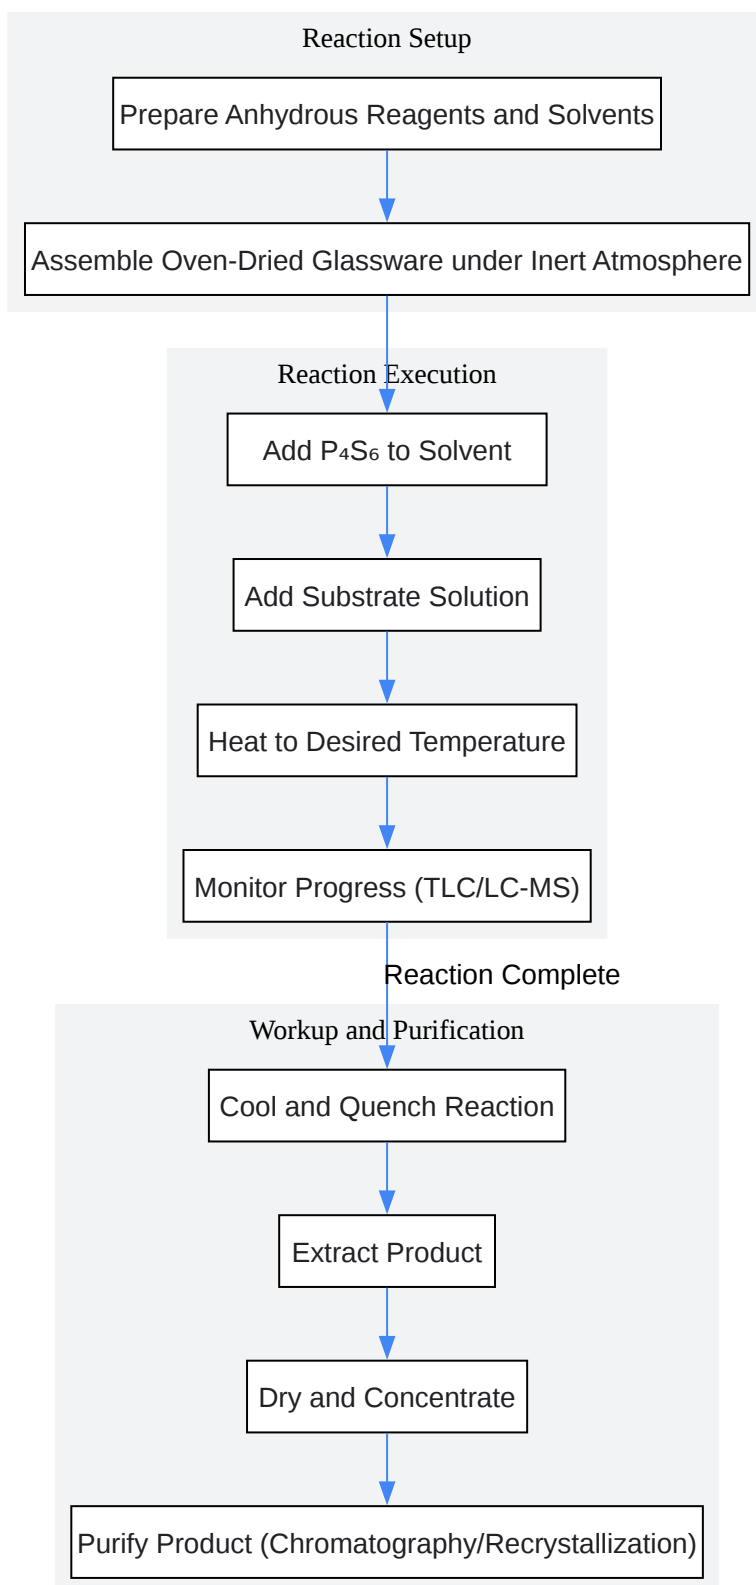 Reaction Setup
Prepare Anhydrous Reagents and Solvents
Assemble Oven-Dried Glassware under Inert Atmosphere
Reaction Execution
Add P₄S₆ to Solvent
Add Substrate Solution
Heat to Desired Temperature
Monitor Progress (TLC/LC-MS)
Reaction Complete
Workup and Purification
Cool and Quench Reaction
Extract Product
Dry and Concentrate
Purify Product (Chromatography/Recrystallization)